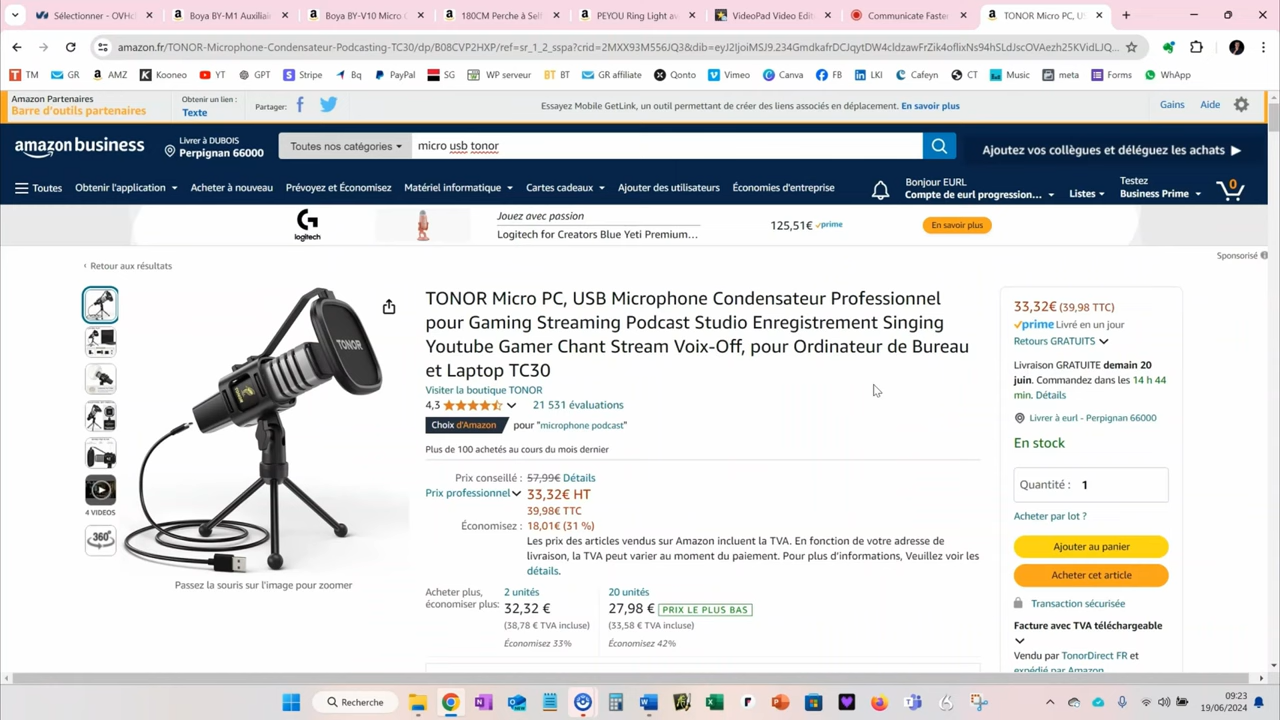 Sélectionner - OVHcl
Boya BY-M1 Auxiliair
Boya BY-V10 Micro C
180CM Perche à Self
PEYOU Ring Light av
VideoPad Video Edit
Communicate Faster
TONOR Micro PC, US
amazon.fr/TONOR-Microphone-Condensateur-Podcasting-TC30/dp/B08CVP2HXP/ref=sr_1_2_sspa?crid=2MXX93M556JQ3&dib=
TM
GR
AMZ
Kooneo
YT
GPT
Stripe
Bq
PayPal
SG
WP serveur
BT
BT
GR affiliate
Qonto
Vimeo
Canva
FB
LKI
Cafeyn
CT
Music
meta
Forms
WhApp
Amazon Partenaires
Barre d'outils partenaires
Obtenir un lien :
Texte
Partager:
Essayez Mobile GetLink, un outil permettant de créer des liens associés en déplacement. En savoir plus
Gains
Aide
amazon business
Livrer à DUBOIS
Perpignan 66000
Toutes nos catégories
micro usb tonor
Ajoutez vos collègues et déléguez les achats
Toutes
Obtenir l'application
Acheter à nouveau
Prévoyez et Économisez
Matériel informatique
Cartes cadeaux
Ajouter des utilisateurs
Économies d'entreprise
Bonjour EURL
Compte de eurl progression...
Listes
Testez
Business Prime
0
logitech
Jouez avec passion
Logitech for Creators Blue Yeti Premium...
125,51€ prime
En savoir plus
Sponsorisé
‹ Retour aux résultats
TONOR
4 VIDEOS
360°
Passez la souris sur l'image pour zoomer
TONOR Micro PC, USB Microphone Condensateur Professionnel
pour Gaming Streaming Podcast Studio Enregistrement Singing
Youtube Gamer Chant Stream Voix-Off, pour Ordinateur de Bureau
et Laptop TC30
Visiter la boutique TONOR
4,3
21 531 évaluations
Choix d'Amazon pour "microphone podcast"
Plus de 100 achetés au cours du mois dernier
Prix conseillé : 57,99€ Détails
Prix professionnel 33,32€ HT
39,98€ TTC
Économisez : 18,01€ (31 %)
Les prix des articles vendus sur Amazon incluent la TVA. En fonction de votre adresse de
livraison, la TVA peut varier au moment du paiement. Pour plus d'informations, Veuillez voir les
détails.
Acheter plus,
économiser plus:
2 unités
32,32 €
(38,78 € TVA incluse)
Économisez 33%
20 unités
27,98 € PRIX LE PLUS BAS
(33,58 € TVA incluse)
Économisez 42%
33,32€ (39,98 TTC)
prime Livré en un jour
Retours GRATUITS
Livraison GRATUITE demain 20
juin. Commandez dans les 14 h 44
min. Détails
Livrer à eurl - Perpignan 66000
En stock
Quantité : 1
Acheter par lot ?
Ajouter au panier
Acheter cet article
Transaction sécurisée
Facture avec TVA téléchargeable
Vendu par TonorDirect FR et
expédié par Amazon
Recherche
09:23
19/06/2024